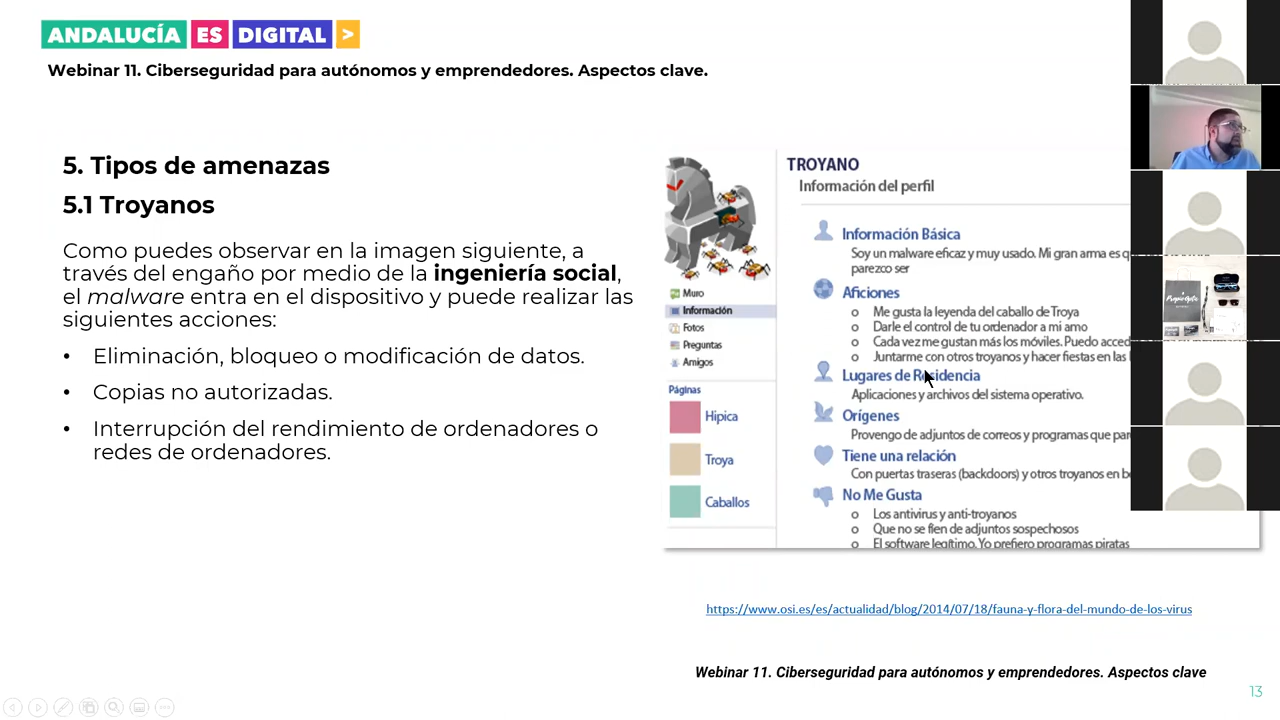 ANDALUCÍA ES DIGITAL >
Webinar 11. Ciberseguridad para autónomos y emprendedores. Aspectos clave.
5. Tipos de amenazas
5.1 Troyanos
Como puedes observar en la imagen siguiente, a
través del engaño por medio de la ingeniería social,
el malware entra en el dispositivo y puede realizar las
siguientes acciones:
• Eliminación, bloqueo o modificación de datos.
• Copias no autorizadas.
• Interrupción del rendimiento de ordenadores o
redes de ordenadores.
Muro
Información
Fotos
Preguntas
Amigos
Páginas
Hipica
Troya
Caballos
TROYANO
Información del perfil
Información Básica
Soy un malware eficaz y muy usado. Mi gran arma es
parezco ser
Aficiones
o Me gusta la leyenda del caballo de Troya
o Darle el control de tu ordenador a mi amo
o Cada vez me gustan más los móviles. Puedo
o Juntarme con otros troyanos y hacer fiestas en las
Lugares de Residencia
Aplicaciones y archivos del sistema operativo.
Orígenes
Provengo de adjuntos de correos y programas que
Tiene una relación
Con puertas traseras (backdoors) y otros troyanos en
No Me Gusta
o Los antivirus y anti-troyanos
o Que no se fien de adjuntos sospechosos
o El software legítimo. Yo prefiero programas piratas
https://www.osi.es/es/actualidad/blog/2014/07/18/fauna-y-flora-del-mundo-de-los-virus
Webinar 11. Ciberseguridad para autónomos y emprendedores. Aspectos clave
13